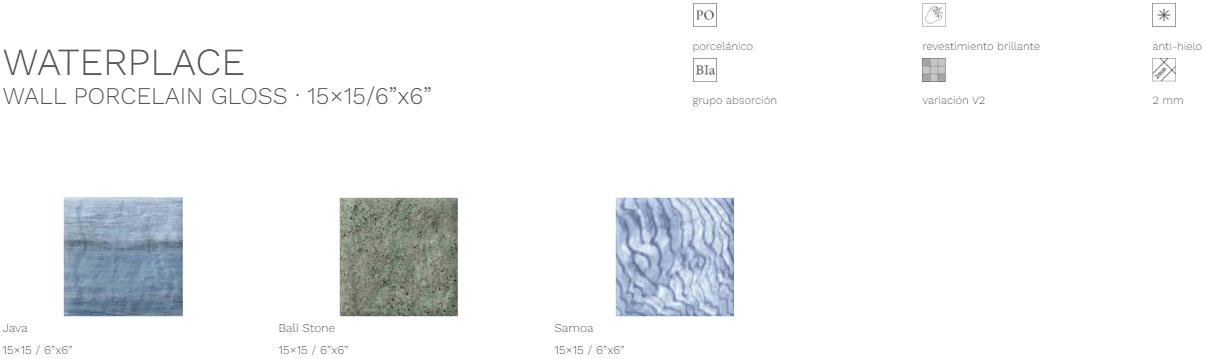 WATERPLACE
WALL PORCELAIN GLOSS · 15×15/6”x6”
PO
porcelánico
revestimiento brillante
anti-hielo
BIa
grupo absorción
variación V2
2mm
2 mm
Java
15×15 / 6”x6”
Bali Stone
15×15 / 6”x6”
Samoa
15×15 / 6”x6”